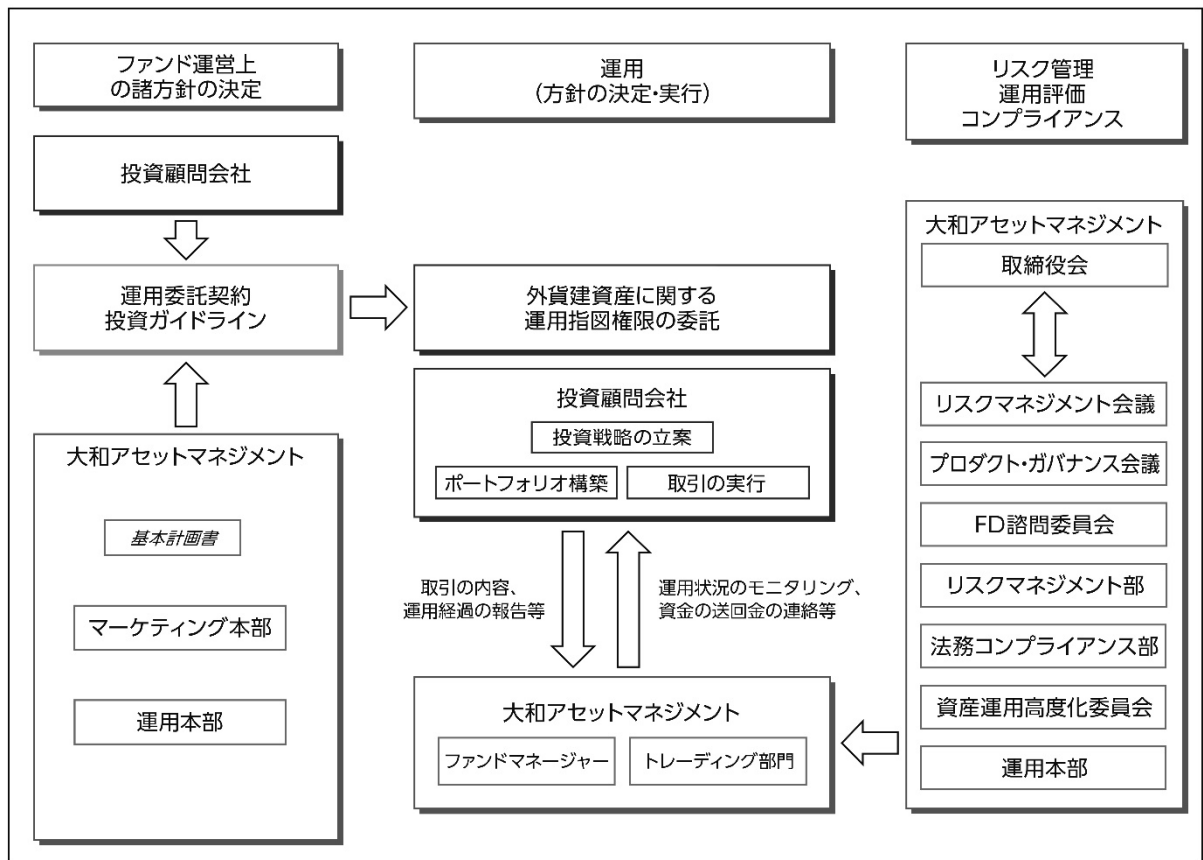 ファンド運営上
の諸方針の決定
投資顧問会社
運用委託契約
投資ガイドライン
大和アセットマネジメント
基本計画書
マーケティング本部
運用本部
運用
(方針の決定・実行)
外貨建資産に関する
運用指図権限の委託
投資顧問会社
投資戦略の立案
ポートフォリオ構築
取引の実行
取引の内容、
運用経過の報告等
運用状況のモニタリング、
資金の送回金の連絡等
大和アセットマネジメント
ファンドマネージャー
トレーディング部門
リスク管理
運用評価
コンプライアンス
大和アセットマネジメント
取締役会
リスクマネジメント会議
プロダクト・ガバナンス会議
FD諮問委員会
リスクマネジメント部
法務コンプライアンス部
資産運用高度化委員会
運用本部